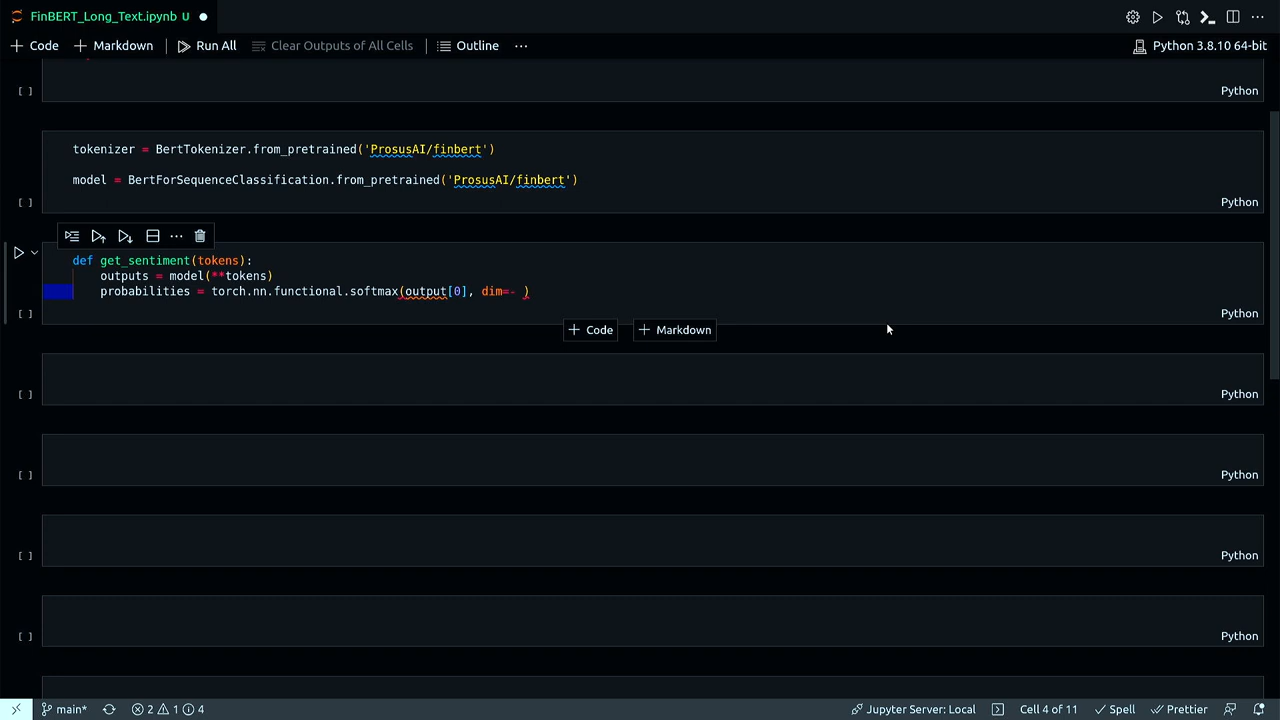 FinBERT_Long_Text.ipynb U
+ Code + Markdown Run All Clear Outputs of All Cells Outline ... Python 3.8.10 64-bit
[ ] Python
tokenizer = BertTokenizer.from_pretrained('ProsusAI/finbert')
model = BertForSequenceClassification.from_pretrained('ProsusAI/finbert')
[ ] Python
def get_sentiment(tokens):
outputs = model(**tokens)
probabilities = torch.nn.functional.softmax(output[0], dim=- )
[ ] Python
+ Code + Markdown
[ ] Python
[ ] Python
[ ] Python
[ ] Python
main* 2 1 4 Jupyter Server: Local Cell 4 of 11 Spell Prettier